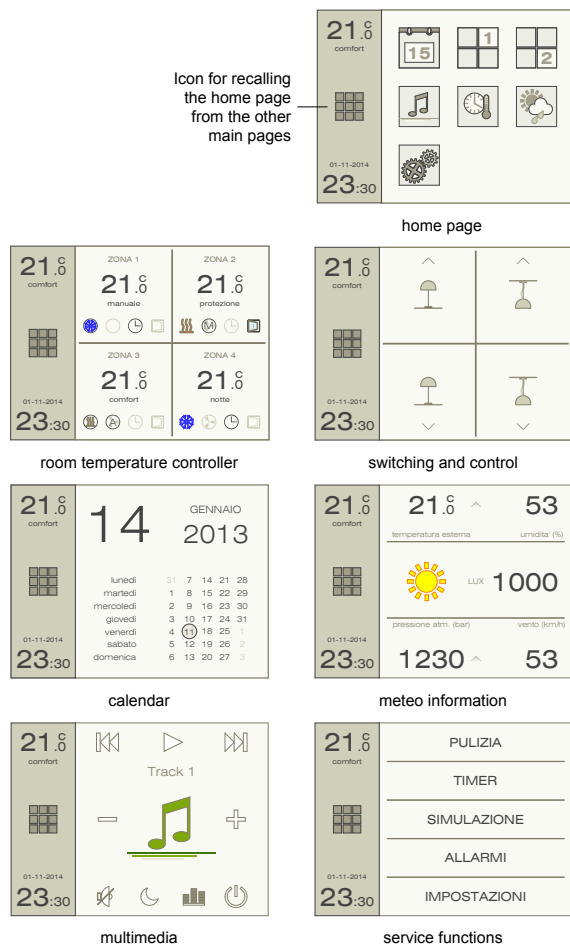 21.0 C
comfort
15
1
2
Icon for recalling
the home page
from the other
main pages
01-11-2014
23:30
home page
21.0 C
comfort
01-11-2014
23:30
ZONA 1
21.0 C
manuale
ZONA 2
21.0 C
protezione
M
ZONA 3
21.0 C
comfort
A
ZONA 4
21.0 C
notte
room temperature controller
21.0 C
comfort
01-11-2014
23:30
switching and control
21.0 C
comfort
01-11-2014
23:30
14
GENNAIO
2013
lunedì 31 7 14 21 28
martedì 1 8 15 22 29
mercoledì 2 9 16 23 30
giovedì 3 10 17 24 31
venerdì 4 11 18 25 1
sabato 5 12 19 26 2
domenica 6 13 20 27 3
calendar
21.0 C
comfort
01-11-2014
23:30
21.0 C 53
temperatura esterna umidita' (%)
LUX 1000
pressione atm. (bar) vento (km/h)
1230 53
meteo information
21.0 C
comfort
01-11-2014
23:30
Track 1
multimedia
21.0 C
comfort
01-11-2014
23:30
PULIZIA
TIMER
SIMULAZIONE
ALLARMI
IMPOSTAZIONI
service functions